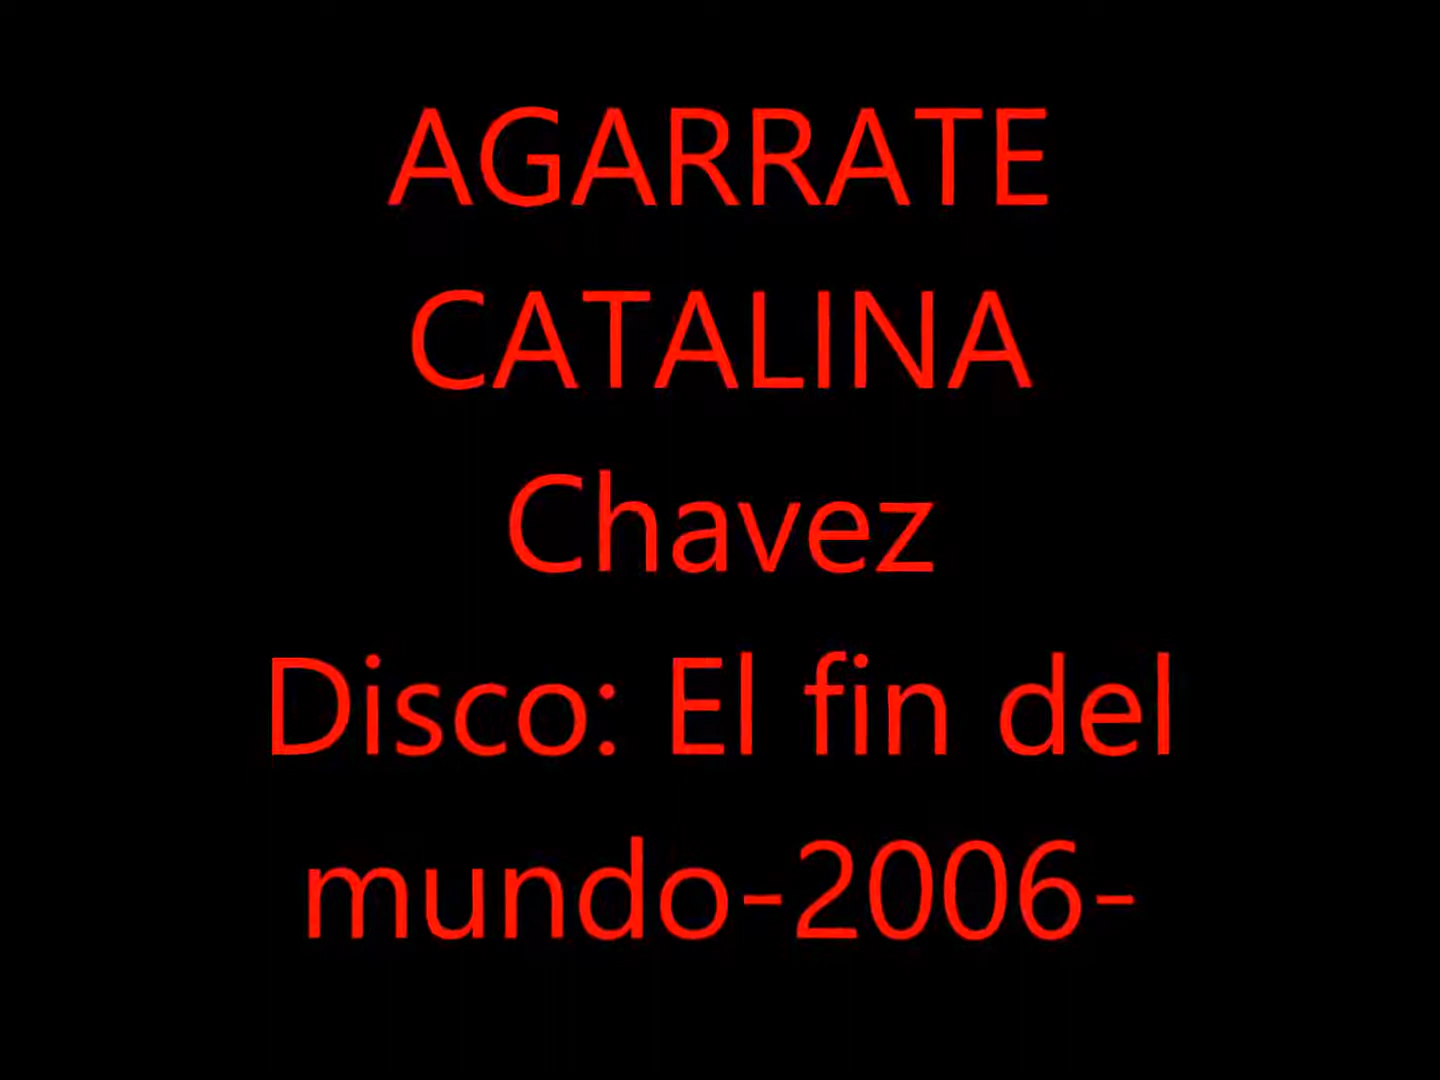 AGARRATE
CATALINA
Chavez
Disco: El fin del
mundo-2006-